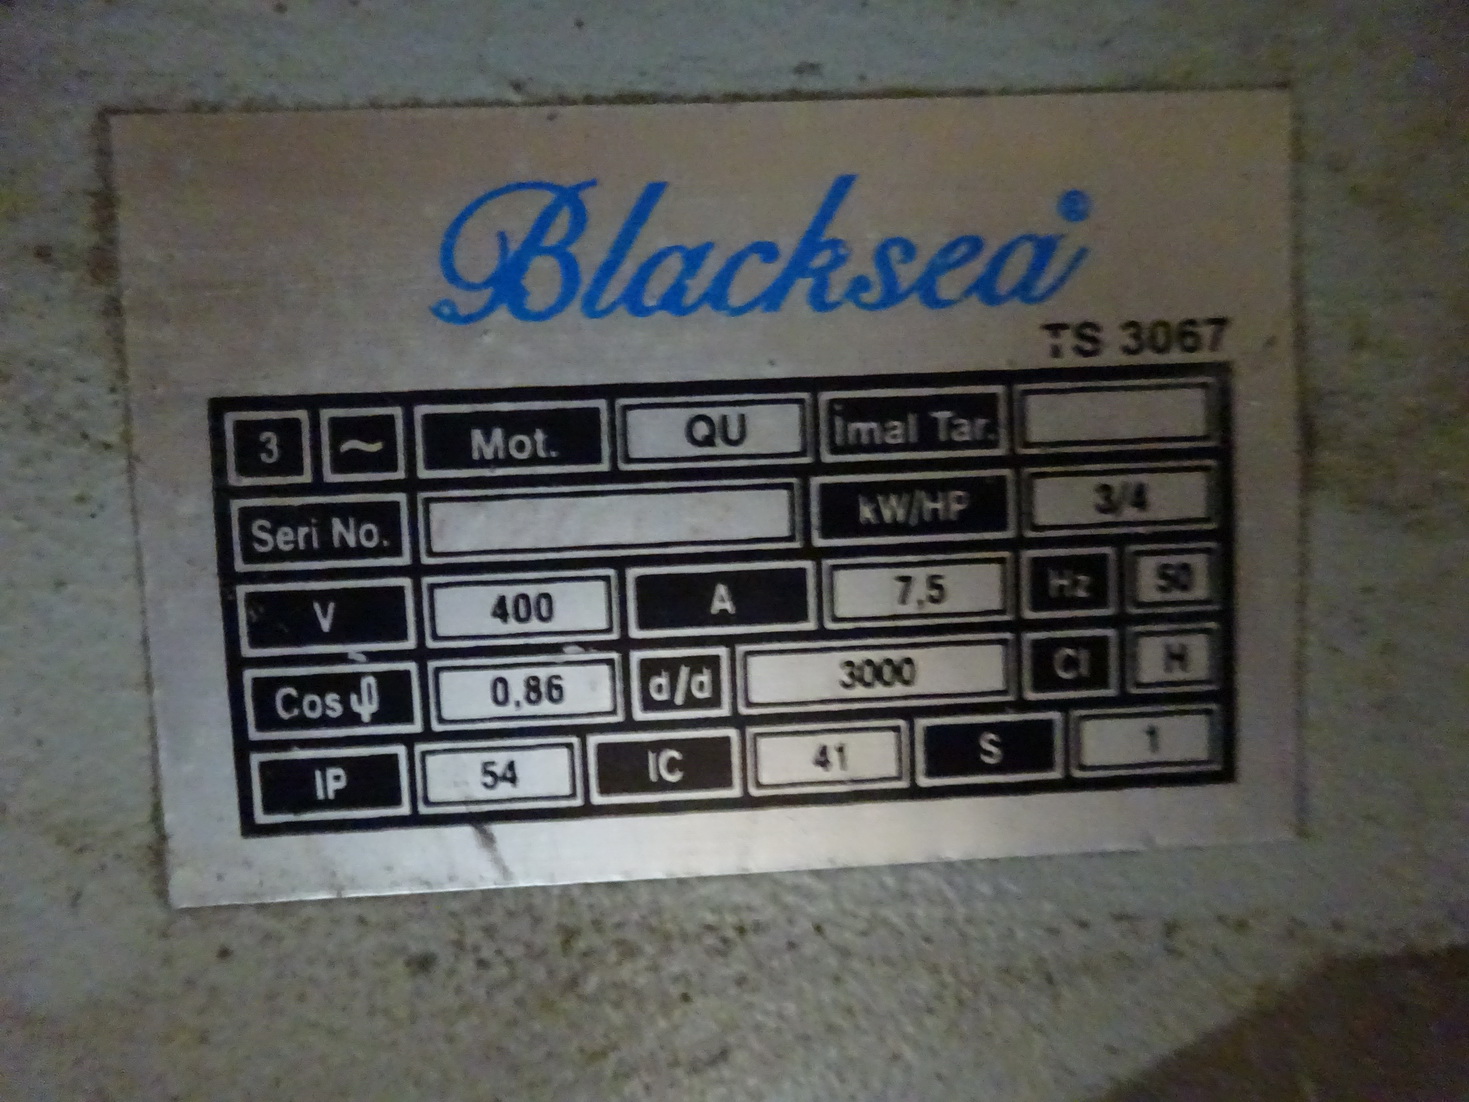 Blacksea®
TS 3067
3 ~ Mot. QU İmal Tar.
Seri No. kW/HP 3/4
V 400 A 7,5 Hz 50
Cos φ 0,86 d/d 3000 Cl H
IP 54 IC 41 S 1